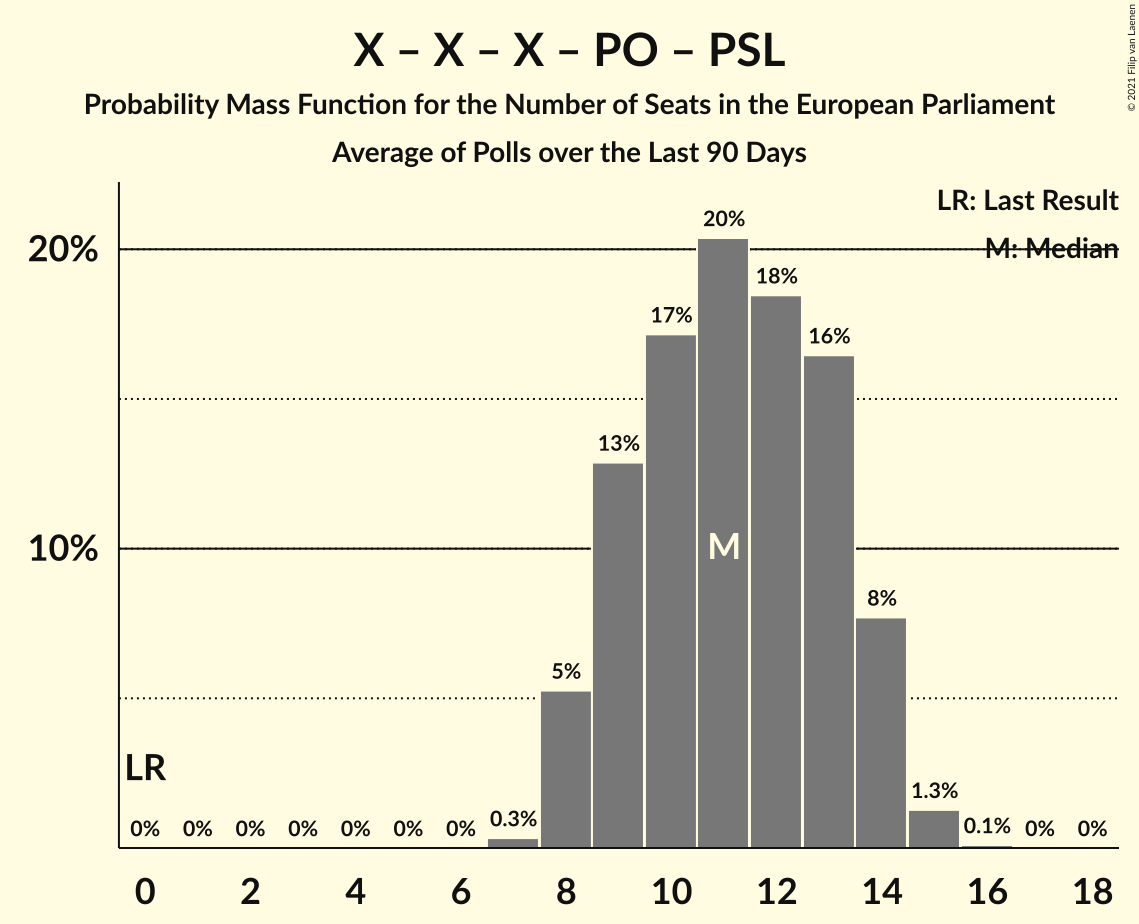 X – X – X – PO – PSL
Probability Mass Function for the Number of Seats in the European Parliament
Average of Polls over the Last 90 Days
© 2021 Filip van Laenen
LR: Last Result
M: Median
20%
10%
20%
18%
17%
16%
13%
M
8%
5%
LR
1.3%
0% 0% 0% 0% 0% 0% 0% 0.3% 0.1% 0% 0%
0 2 4 6 8 10 12 14 16 18